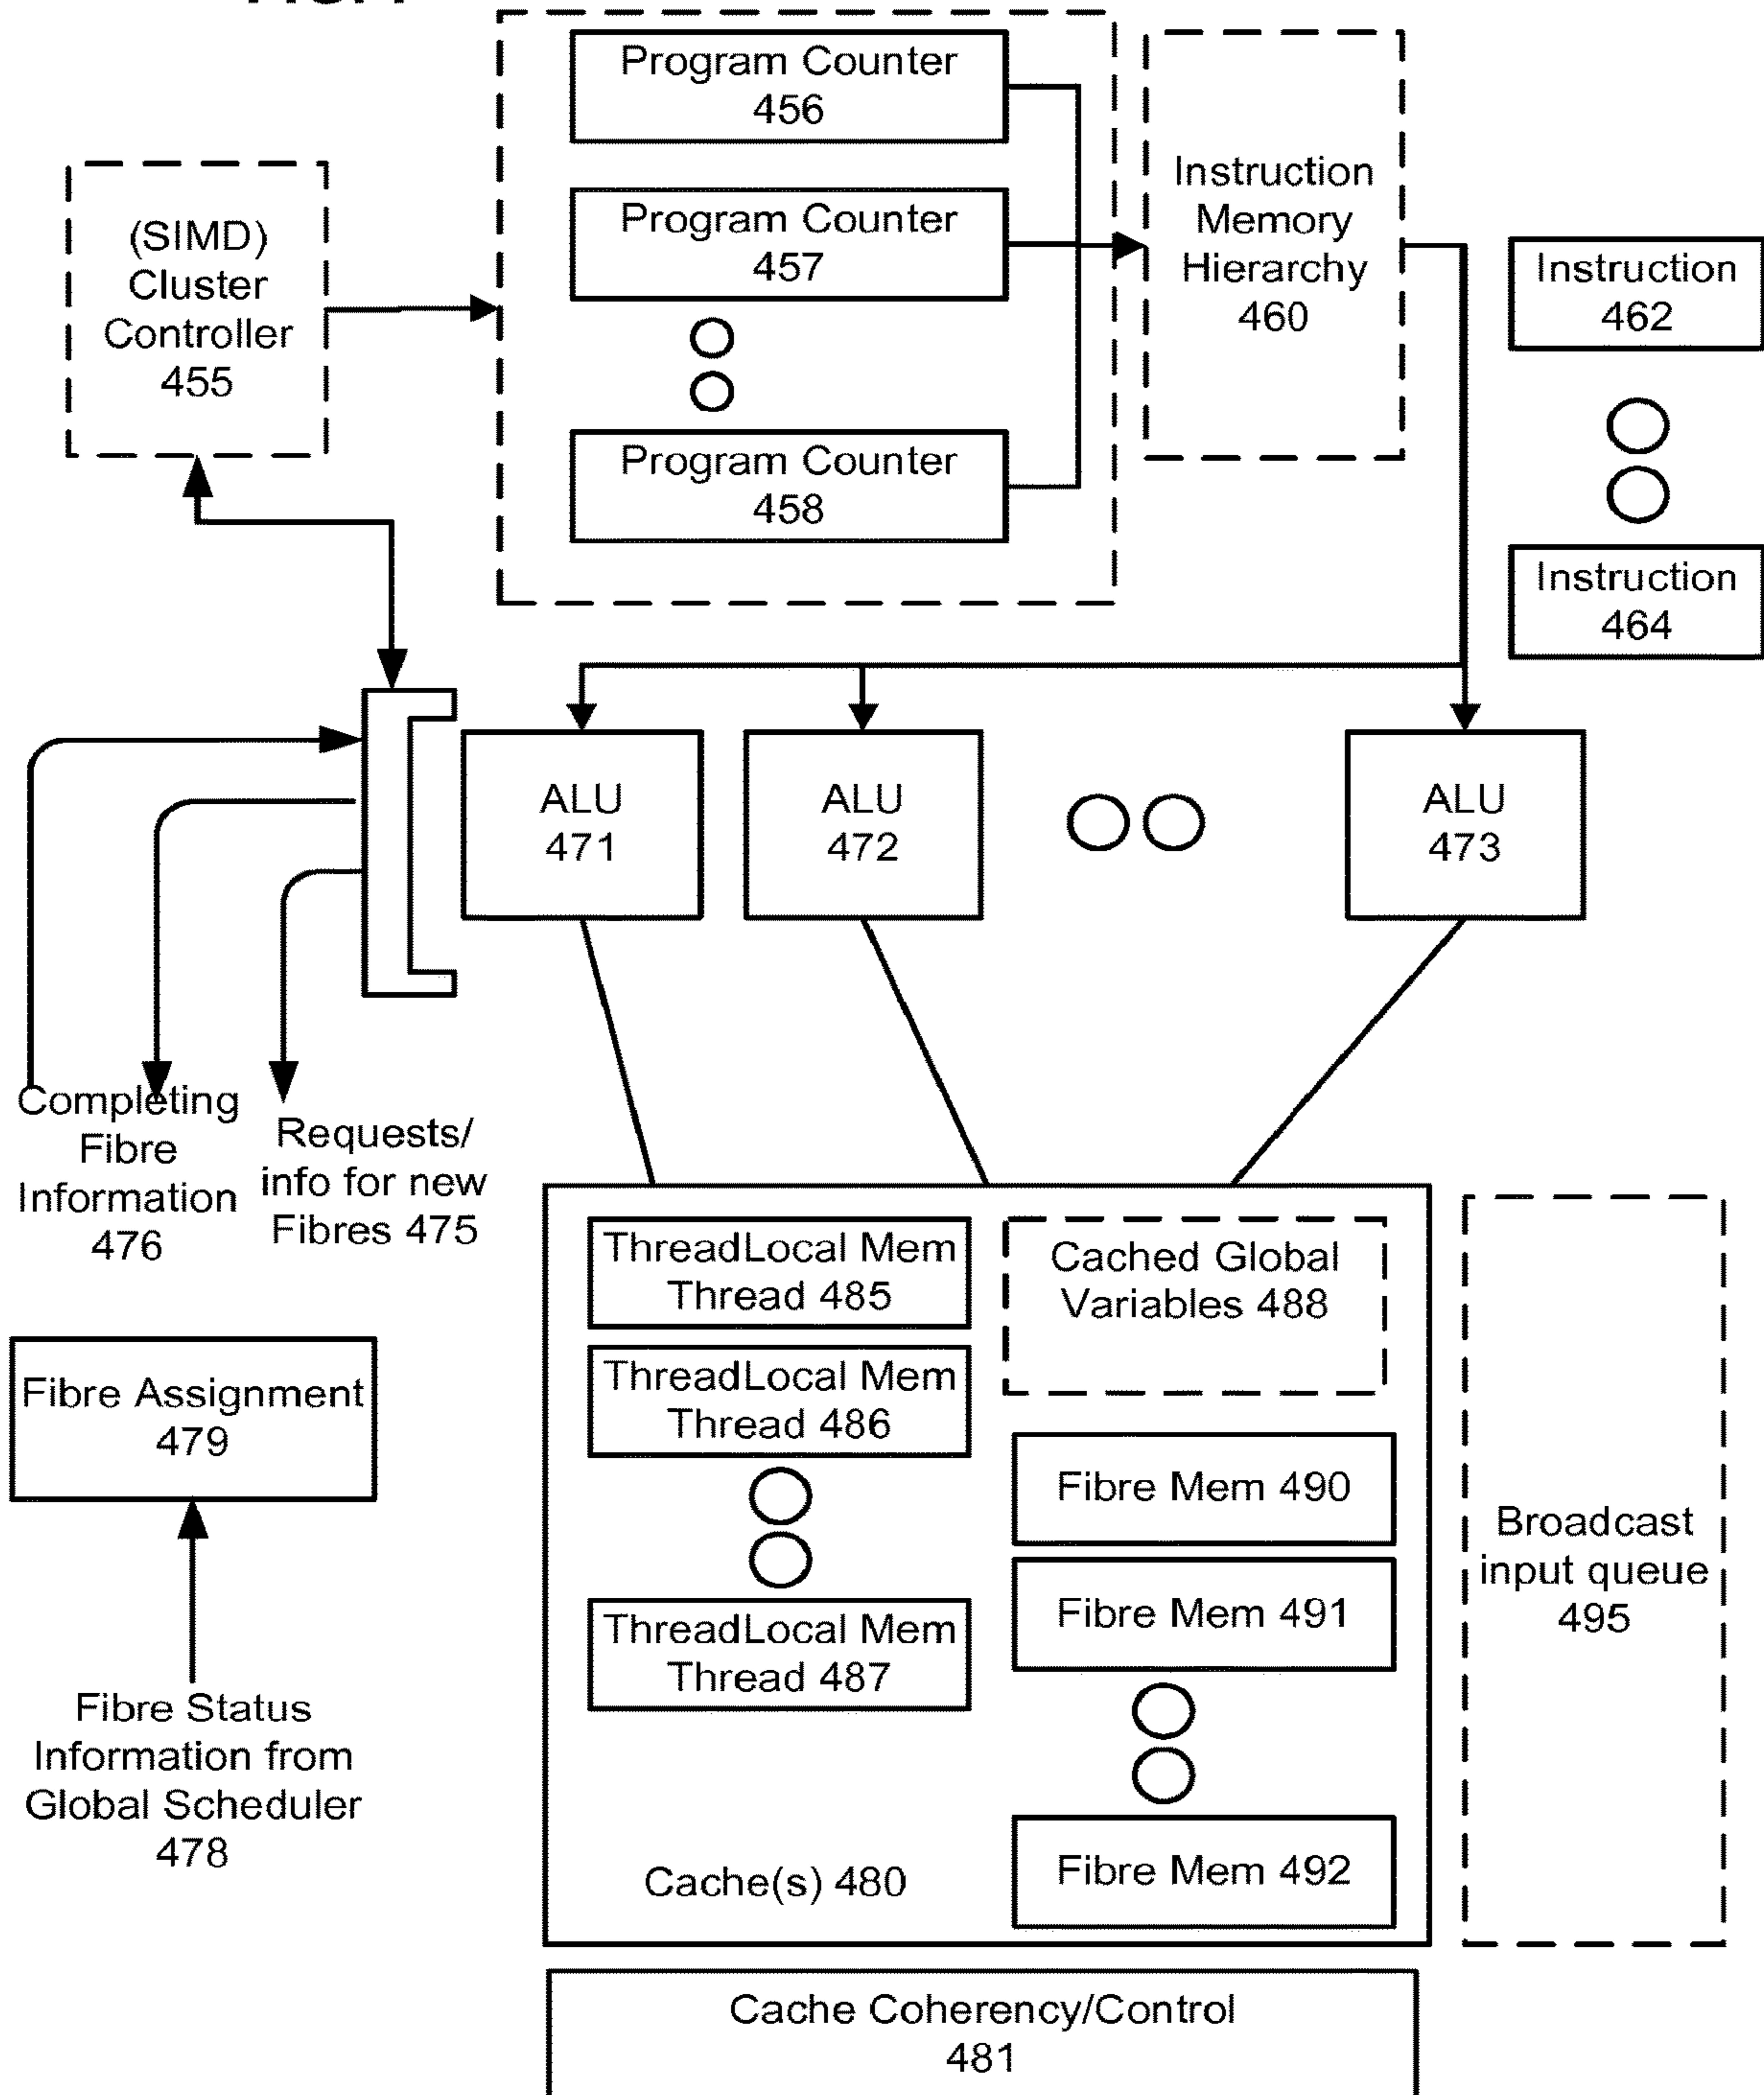 Program Counter
456
Program Counter
457
Program Counter
458
(SIMD)
Cluster
Controller
455
Instruction
Memory
Hierarchy
460
Instruction
462
Instruction
464
ALU
471
ALU
472
ALU
473
Completing
Fibre
Information
476
Requests/
info for new
Fibres 475
Fibre Assignment
479
Fibre Status
Information from
Global Scheduler
478
ThreadLocal Mem
Thread 485
ThreadLocal Mem
Thread 486
ThreadLocal Mem
Thread 487
Cached Global
Variables 488
Fibre Mem 490
Fibre Mem 491
Fibre Mem 492
Cache(s) 480
Broadcast
input queue
495
Cache Coherency/Control
481